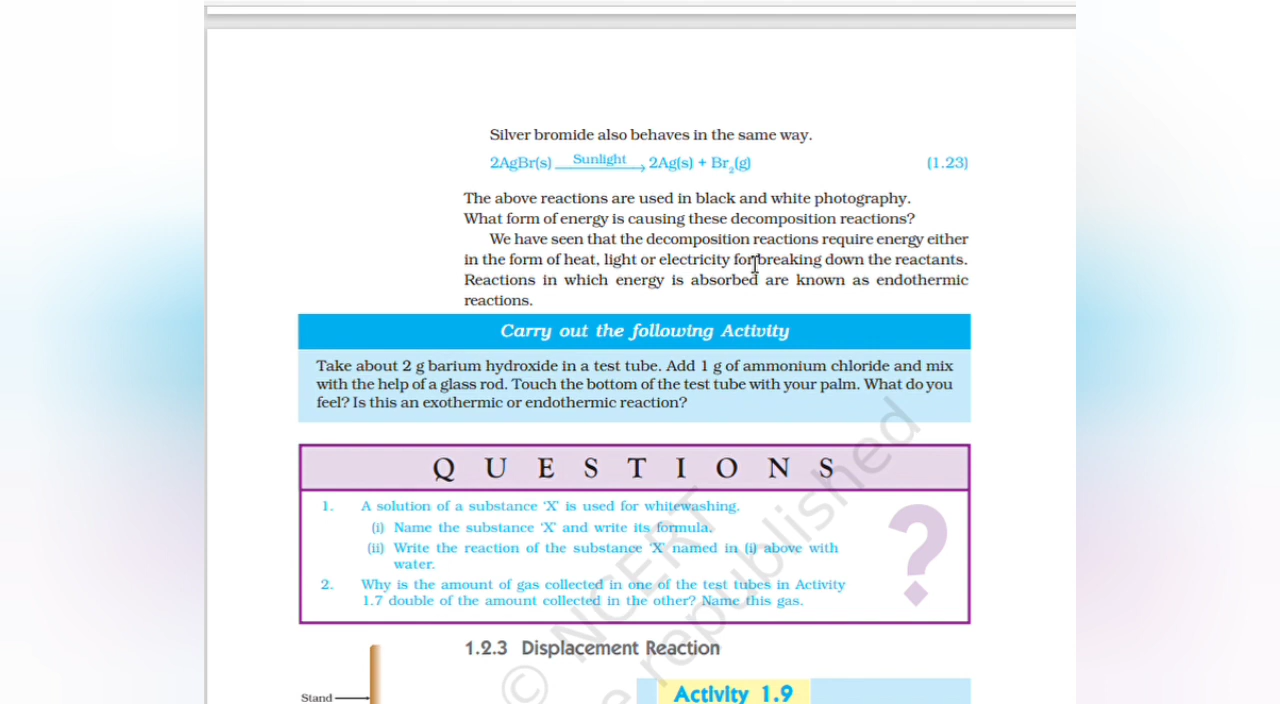 Silver bromide also behaves in the same way.
2AgBr(s) Sunlight → 2Ag(s) + Br₂(g) (1.23)
The above reactions are used in black and white photography.
What form of energy is causing these decomposition reactions?
We have seen that the decomposition reactions require energy either
in the form of heat, light or electricity for breaking down the reactants.
Reactions in which energy is absorbed are known as endothermic
reactions.
Carry out the following Activity
Take about 2 g barium hydroxide in a test tube. Add 1 g of ammonium chloride and mix
with the help of a glass rod. Touch the bottom of the test tube with your palm. What do you
feel? Is this an exothermic or endothermic reaction?
QUESTIONS
1. A solution of a substance ‘X’ is used for whitewashing.
(i) Name the substance ‘X’ and write its formula.
(ii) Write the reaction of the substance ‘X’ named in (i) above with
water.
2. Why is the amount of gas collected in one of the test tubes in Activity
1.7 double of the amount collected in the other? Name this gas.
?
© NCERT
e republished
1.2.3 Displacement Reaction
Activity 1.9
Stand